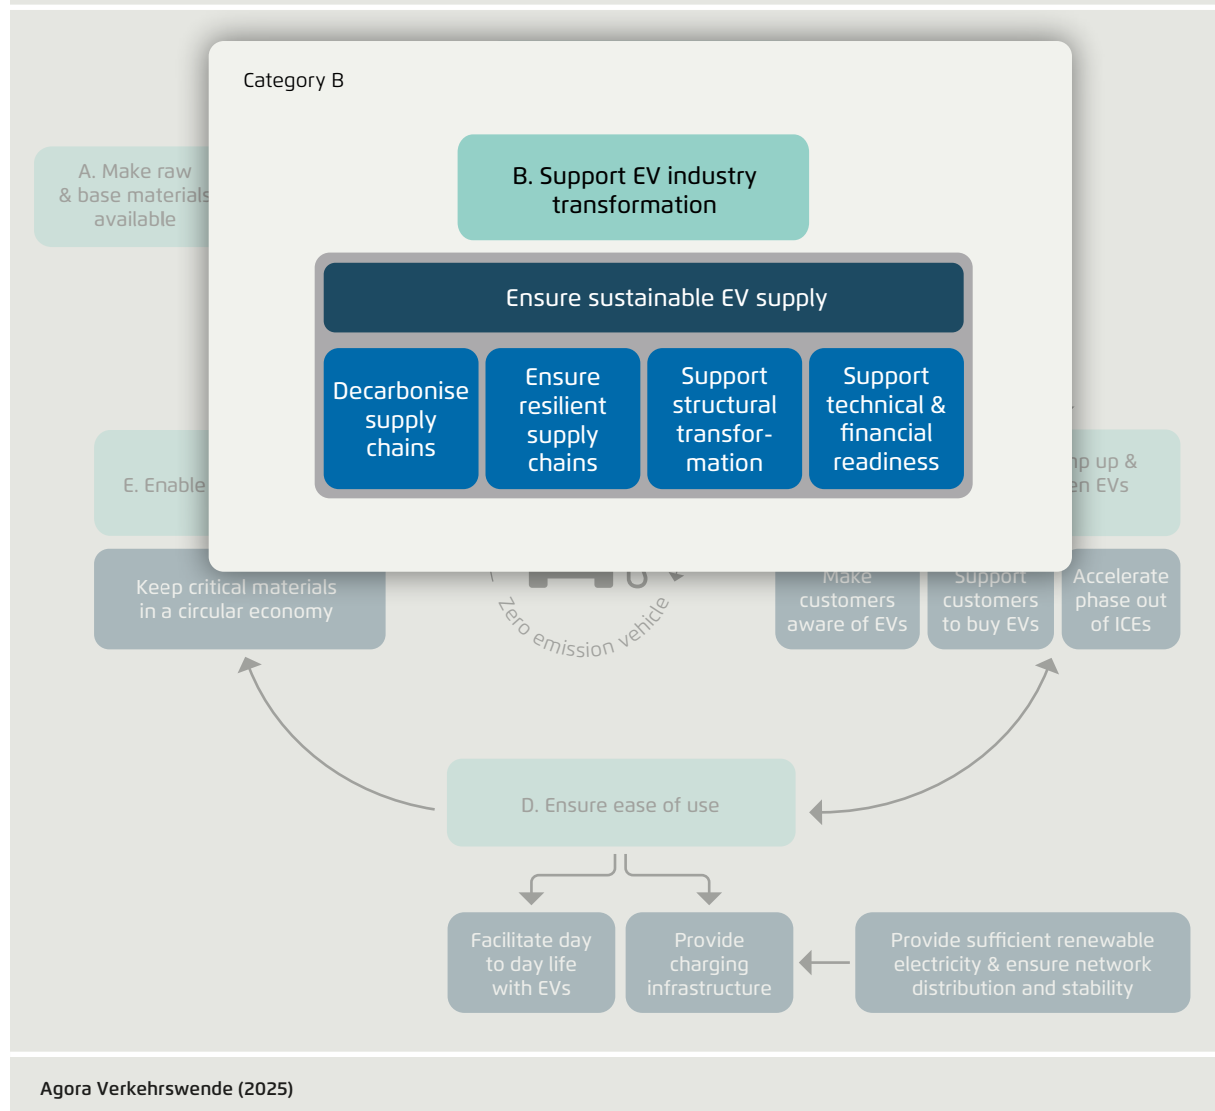 Category B
A. Make raw
& base materials
available
B. Support EV industry
transformation
Ensure sustainable EV supply
Decarbonise
supply
chains
Ensure
resilient
supply
chains
Support
structural
transfor-
mation
Support
technical &
financial
readiness
E. Enable
up &
EVs
Keep critical materials
in a circular economy
Zero emission vehicle
Make
customers
aware of EVs
Support
customers
to buy EVs
Accelerate
phase out
of ICEs
D. Ensure ease of use
Facilitate day
to day life
with EVs
Provide
charging
infrastructure
Provide sufficient renewable
electricity & ensure network
distribution and stability
Agora Verkehrswende (2025)